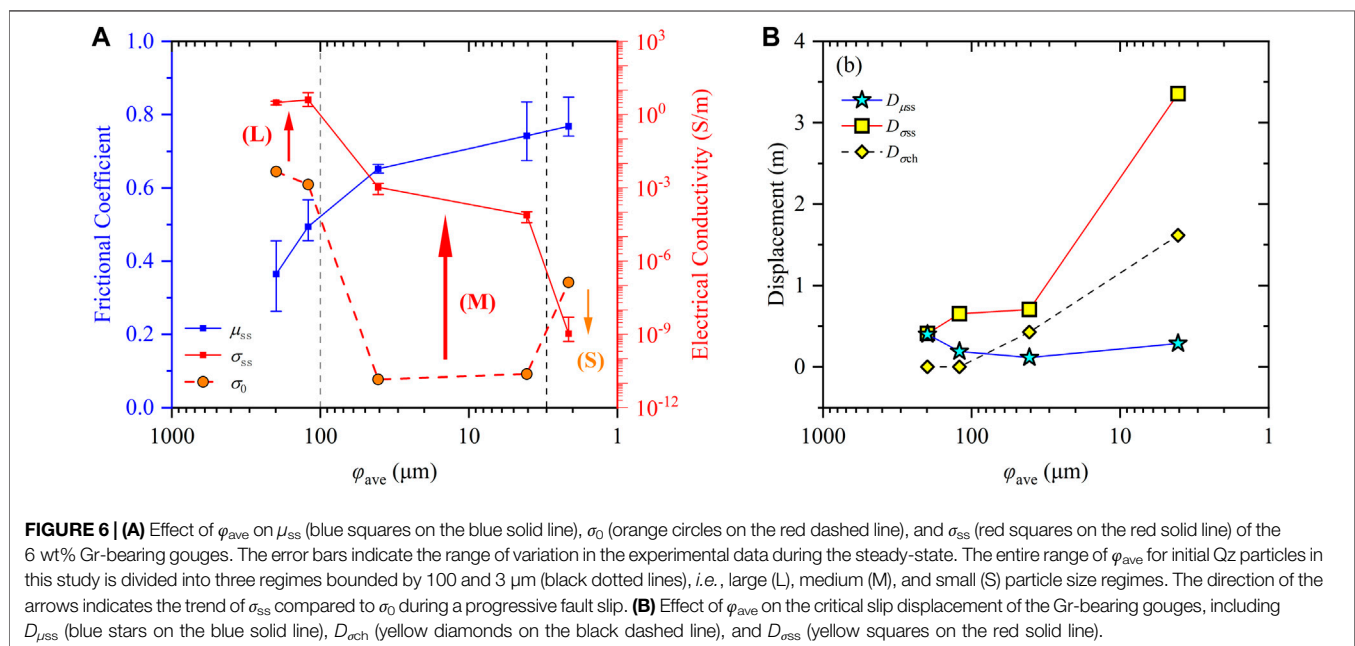 A
B
1.0
0.8
0.6
0.4
0.2
0.0
Frictional Coefficient
(L)
(M)
(S)
μss
σss
σ0
10^3
10^0
10^-3
10^-6
10^-9
10^-12
Electrical Conductivity (S/m)
1000
100
10
1
φave (μm)
(b)
4
3
2
1
0
Displacement (m)
Dμss
Dσss
Dσch
1000
100
10
1
φave (μm)
FIGURE 6 | (A) Effect of φave on μss (blue squares on the blue solid line), σ0 (orange circles on the red dashed line), and σss (red squares on the red solid line) of the
6 wt% Gr-bearing gouges. The error bars indicate the range of variation in the experimental data during the steady-state. The entire range of φave for initial Qz particles in
this study is divided into three regimes bounded by 100 and 3 μm (black dotted lines), i.e., large (L), medium (M), and small (S) particle size regimes. The direction of the
arrows indicates the trend of σss compared to σ0 during a progressive fault slip. (B) Effect of φave on the critical slip displacement of the Gr-bearing gouges, including
Dμss (blue stars on the blue solid line), Dσch (yellow diamonds on the black dashed line), and Dσss (yellow squares on the red solid line).